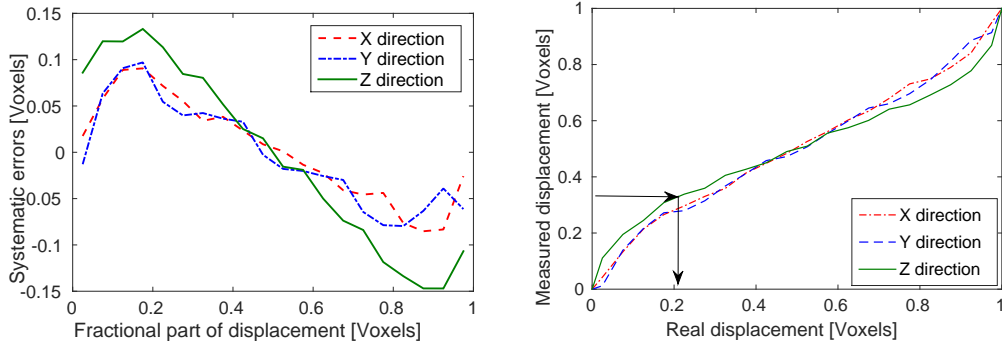 Systematic errors [Voxels]
0.15
0.1
0.05
0
-0.05
-0.1
-0.15
0
0.2
0.4
0.6
0.8
1
Fractional part of displacement [Voxels]
X direction
Y direction
Z direction
Measured displacement [Voxels]
1
0.8
0.6
0.4
0.2
0
0
0.2
0.4
0.6
0.8
1
Real displacement [Voxels]
X direction
Y direction
Z direction